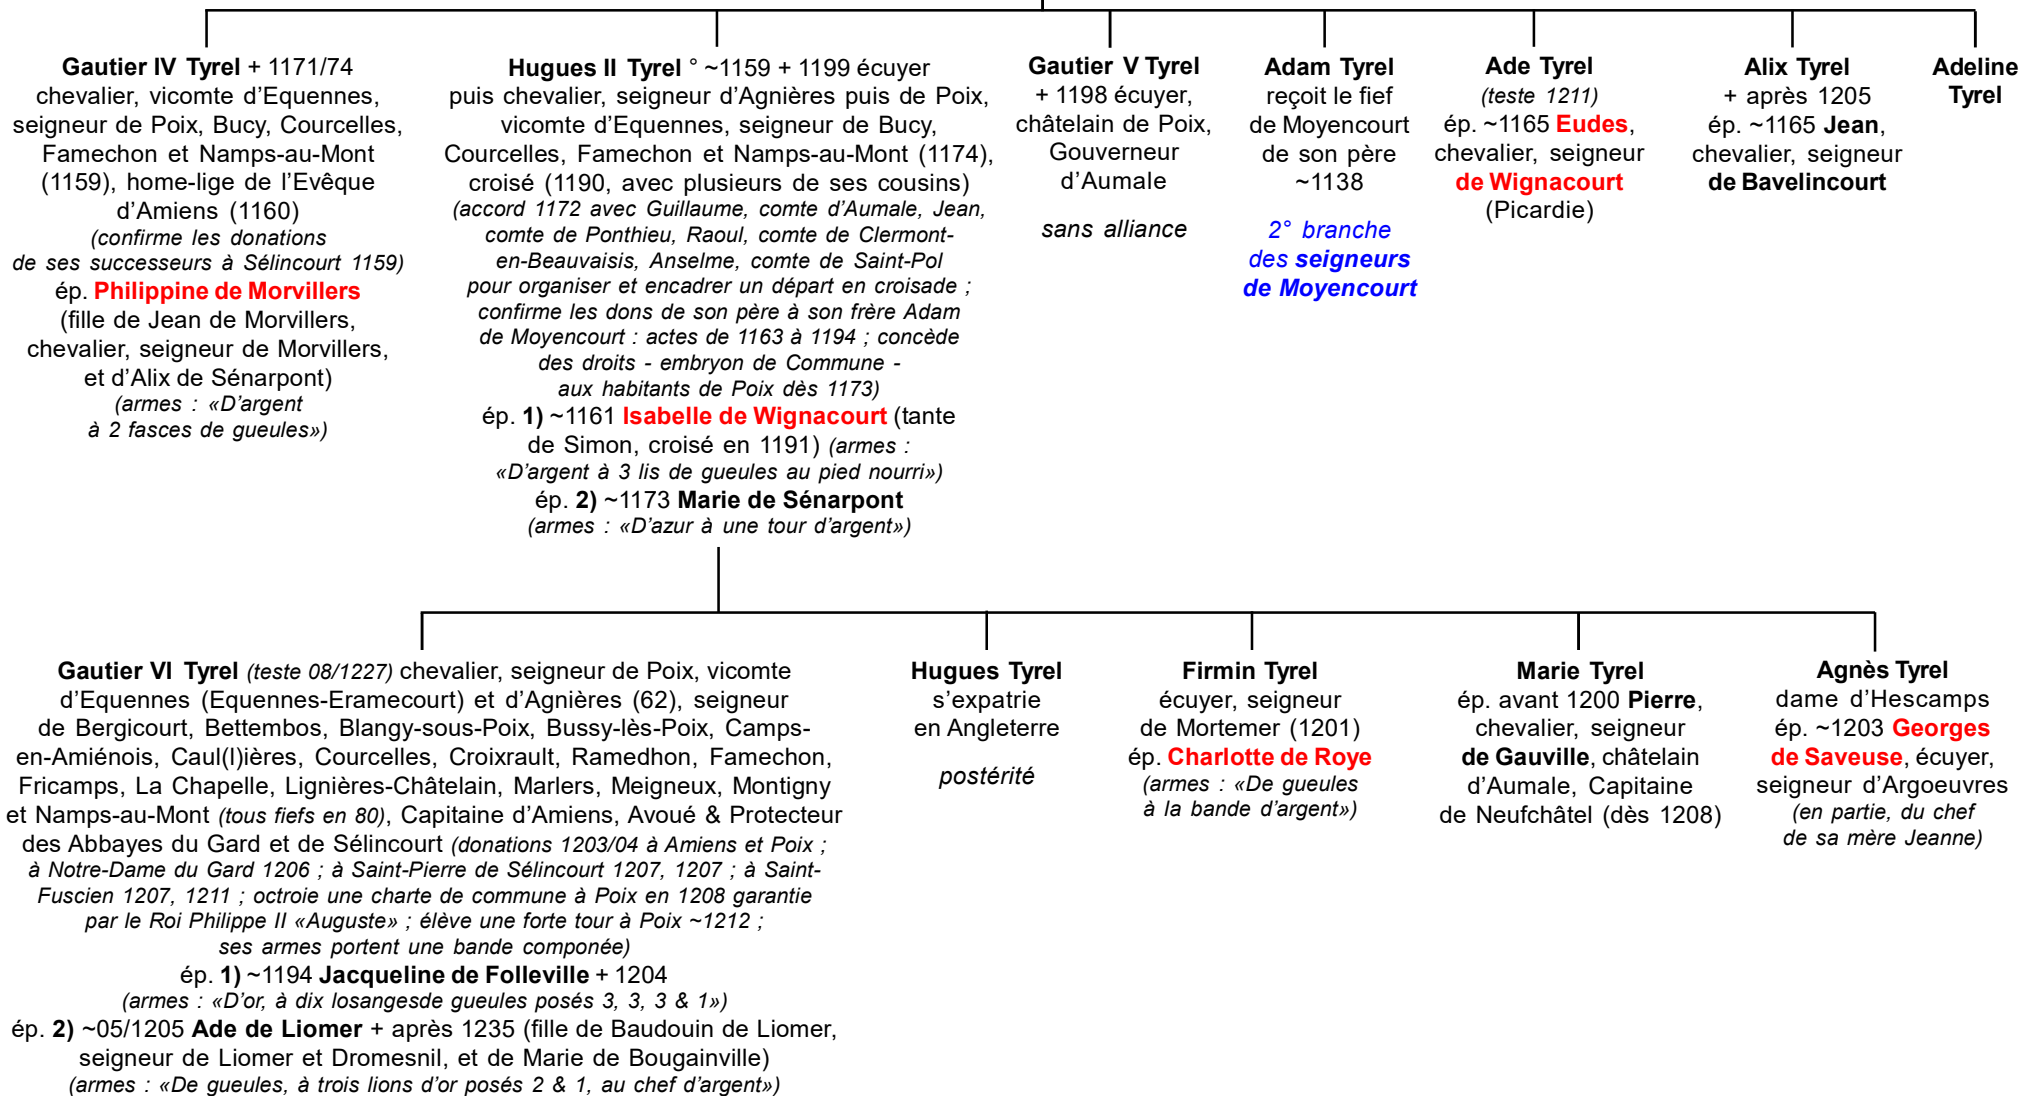 Gautier IV Tyrel + 1171/74
chevalier, vicomte d'Equennes,
seigneur de Poix, Bucy, Courcelles,
Famechon et Namps-au-Mont
(1159), home-lige de l'Evêque
d'Amiens (1160)
(confirme les donations
de ses successeurs à Sélincourt 1159)
ép. Philippine de Morvillers
(fille de Jean de Morvillers,
chevalier, seigneur de Morvillers,
et d'Alix de Sénarpont)
(armes : «D'argent
à 2 fasces de gueules»)
Hugues II Tyrel ° ~1159 + 1199 écuyer
puis chevalier, seigneur d'Agnières puis de Poix,
vicomte d'Equennes, seigneur de Bucy,
Courcelles, Famechon et Namps-au-Mont (1174),
croisé (1190, avec plusieurs de ses cousins)
(accord 1172 avec Guillaume, comte d'Aumale, Jean,
comte de Ponthieu, Raoul, comte de Clermont-
en-Beauvaisis, Anselme, comte de Saint-Pol
pour organiser et encadrer un départ en croisade ;
confirme les dons de son père à son frère Adam
de Moyencourt : actes de 1163 à 1194 ; concède
des droits - embryon de Commune -
aux habitants de Poix dès 1173)
ép. 1) ~1161 Isabelle de Wignacourt (tante
de Simon, croisé en 1191) (armes :
«D'argent à 3 lis de gueules au pied nourri»)
ép. 2) ~1173 Marie de Sénarpont
(armes : «D'azur à une tour d'argent»)
Gautier V Tyrel
+ 1198 écuyer,
châtelain de Poix,
Gouverneur
d'Aumale
sans alliance
Adam Tyrel
reçoit le fief
de Moyencourt
de son père
~1138
2° branche
des seigneurs
de Moyencourt
Ade Tyrel
(teste 1211)
ép. ~1165 Eudes,
chevalier, seigneur
de Wignacourt
(Picardie)
Alix Tyrel
+ après 1205
ép. ~1165 Jean,
chevalier, seigneur
de Bavelincourt
Adeline
Tyrel
Gautier VI Tyrel (teste 08/1227) chevalier, seigneur de Poix, vicomte
d'Equennes (Equennes-Eramecourt) et d'Agnières (62), seigneur
de Bergicourt, Bettembos, Blangy-sous-Poix, Bussy-lès-Poix, Camps-
en-Amiénois, Caul(l)ières, Courcelles, Croixrault, Ramedhon, Famechon,
Fricamps, La Chapelle, Lignières-Châtelain, Marlers, Meigneux, Montigny
et Namps-au-Mont (tous fiefs en 80), Capitaine d'Amiens, Avoué & Protecteur
des Abbayes du Gard et de Sélincourt (donations 1203/04 à Amiens et Poix ;
à Notre-Dame du Gard 1206 ; à Saint-Pierre de Sélincourt 1207, 1207 ; à Saint-
Fuscien 1207, 1211 ; octroie une charte de commune à Poix en 1208 garantie
par le Roi Philippe II «Auguste» ; élève une forte tour à Poix ~1212 ;
ses armes portent une bande componée)
ép. 1) ~1194 Jacqueline de Folleville + 1204
(armes : «D'or, à dix losangesde gueules posés 3, 3, 3 & 1»)
ép. 2) ~05/1205 Ade de Liomer + après 1235 (fille de Baudouin de Liomer,
seigneur de Liomer et Dromesnil, et de Marie de Bougainville)
(armes : «De gueules, à trois lions d'or posés 2 & 1, au chef d'argent»)
Hugues Tyrel
s'expatrie
en Angleterre
postérité
Firmin Tyrel
écuyer, seigneur
de Mortemer (1201)
ép. Charlotte de Roye
(armes : «De gueules
à la bande d'argent»)
Marie Tyrel
ép. avant 1200 Pierre,
chevalier, seigneur
de Gauville, châtelain
d'Aumale, Capitaine
de Neufchâtel (dès 1208)
Agnès Tyrel
dame d'Hescamps
ép. ~1203 Georges
de Saveuse, écuyer,
seigneur d'Argoeuvres
(en partie, du chef
de sa mère Jeanne)